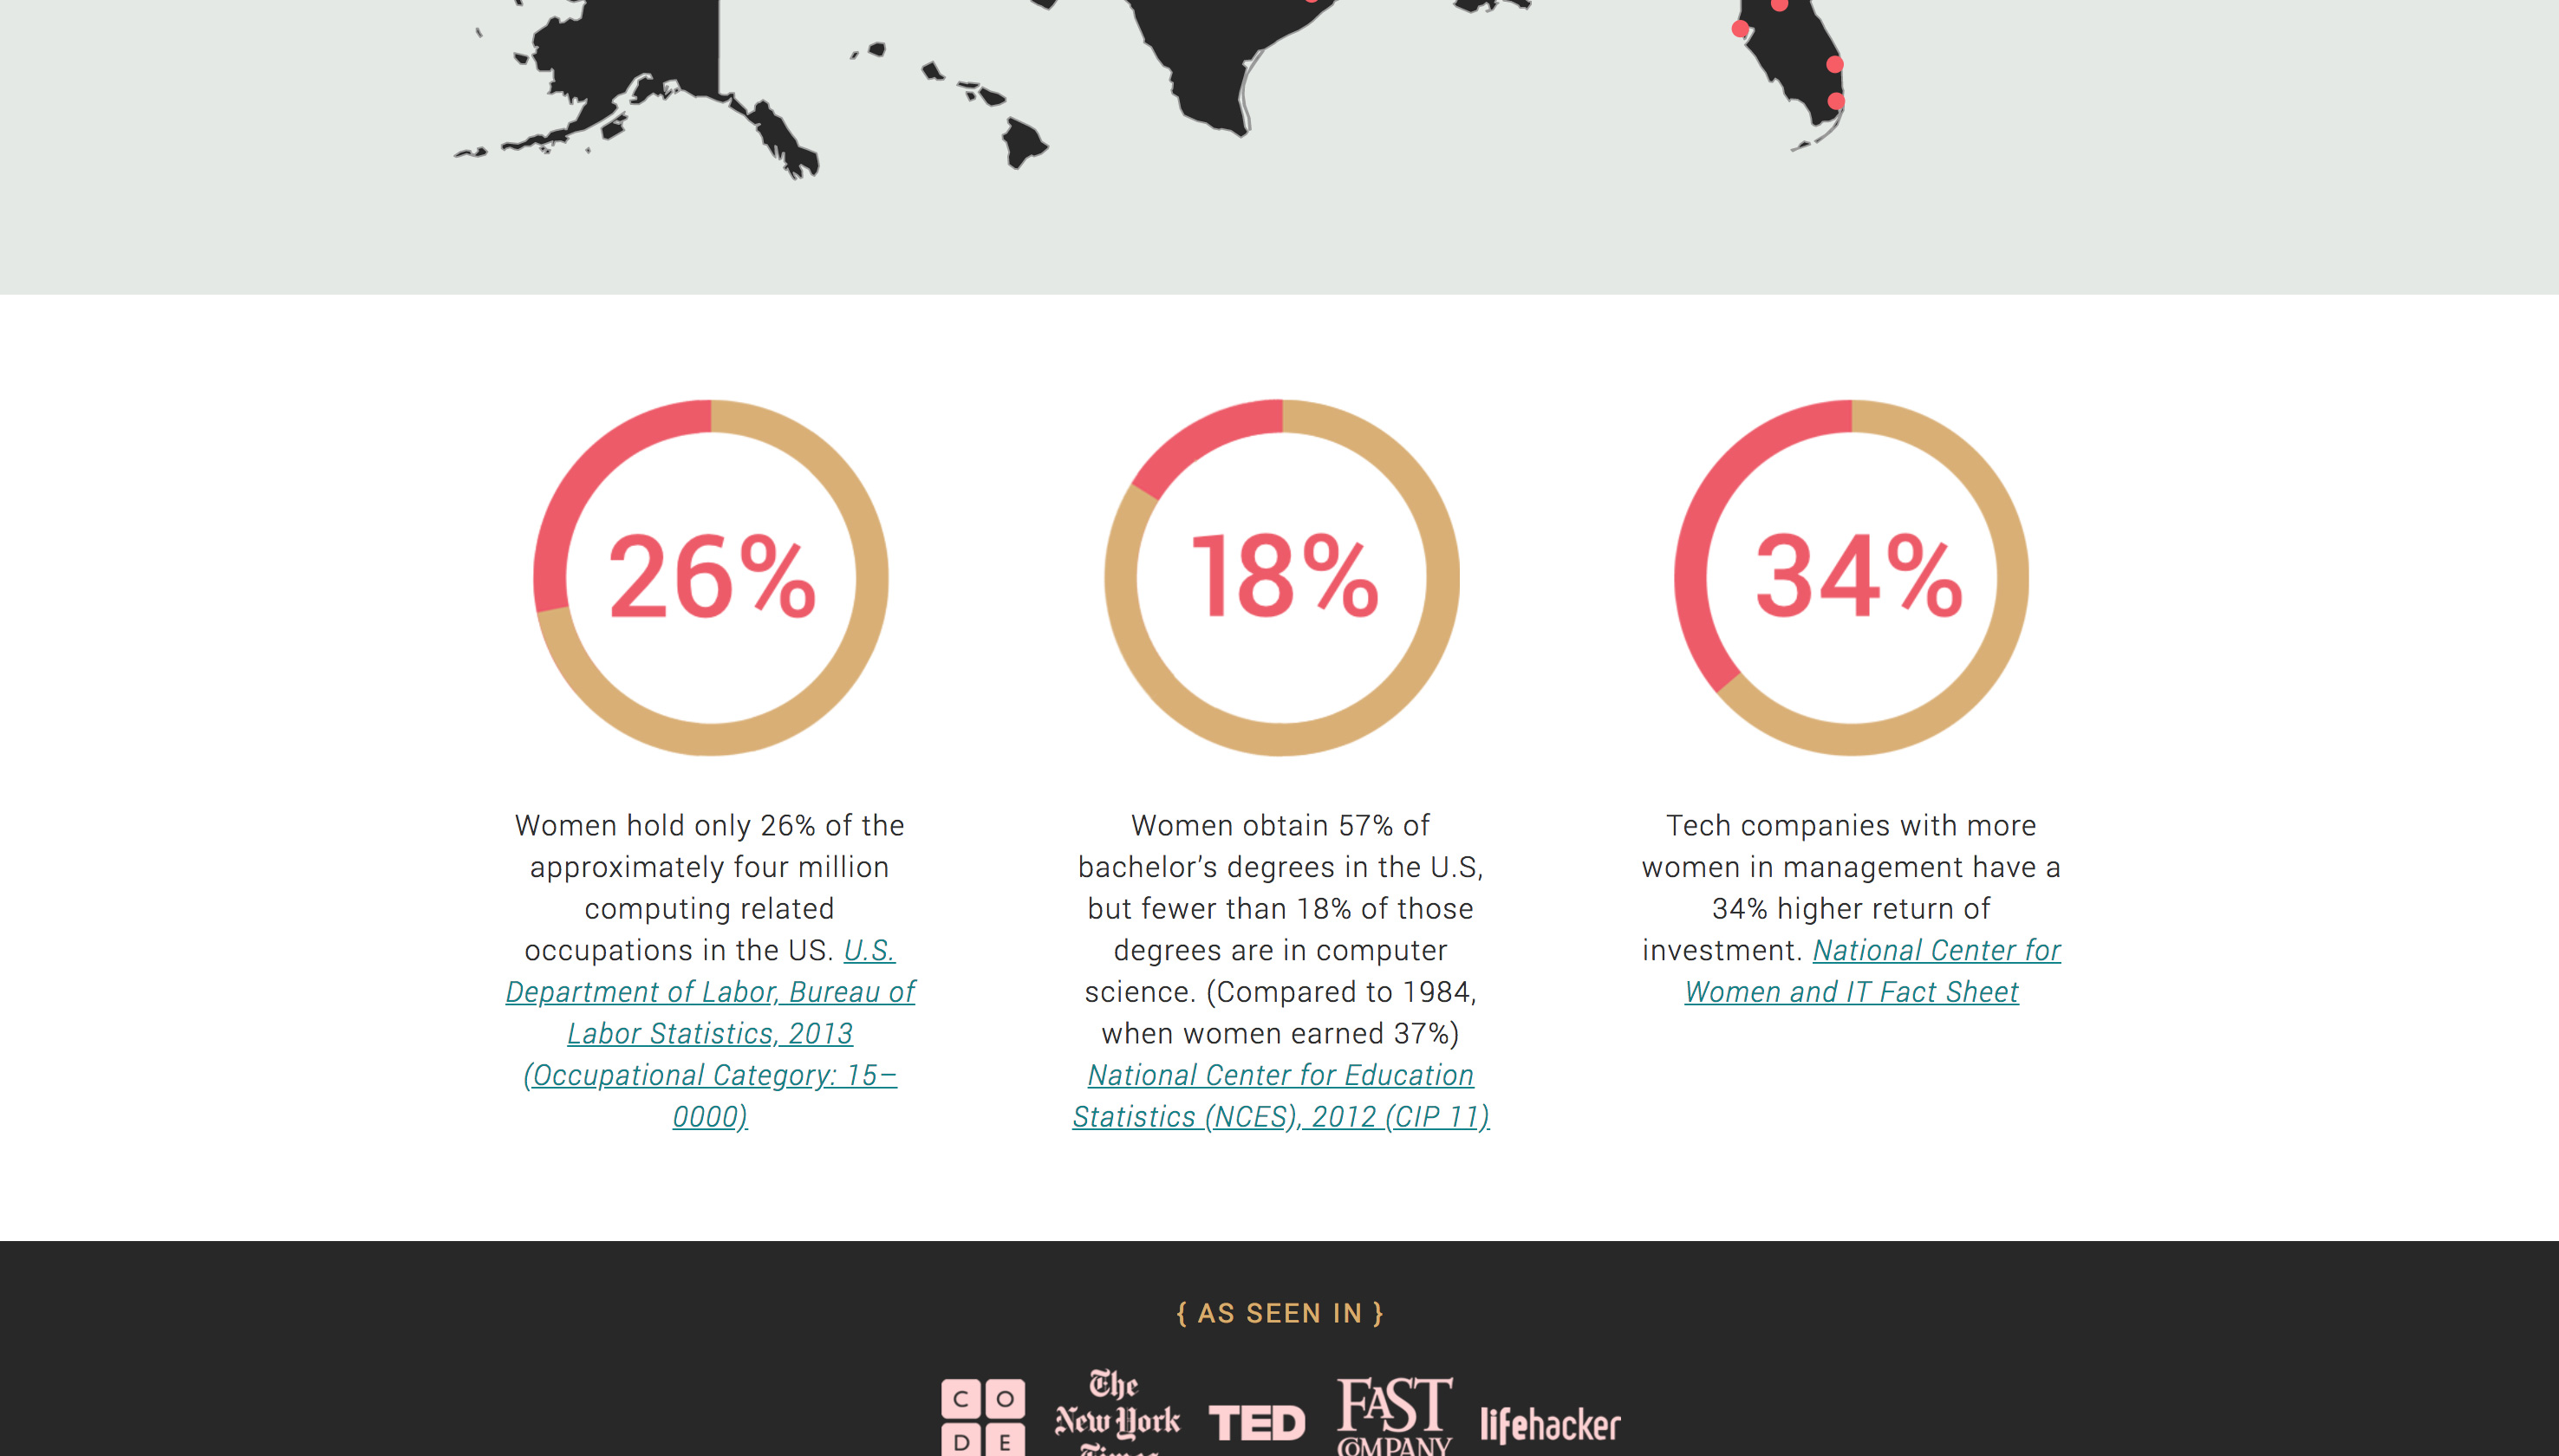 26%
Women hold only 26% of the
approximately four million
computing related
occupations in the US. U.S.
Department of Labor, Bureau of
Labor Statistics, 2013
(Occupational Category: 15–
0000)
18%
Women obtain 57% of
bachelor’s degrees in the U.S,
but fewer than 18% of those
degrees are in computer
science. (Compared to 1984,
when women earned 37%)
National Center for Education
Statistics (NCES), 2012 (CIP 11)
34%
Tech companies with more
women in management have a
34% higher return of
investment. National Center for
Women and IT Fact Sheet
{ AS SEEN IN }
C O
D E
The
New York
Times
TED
FAST
COMPANY
lifehacker